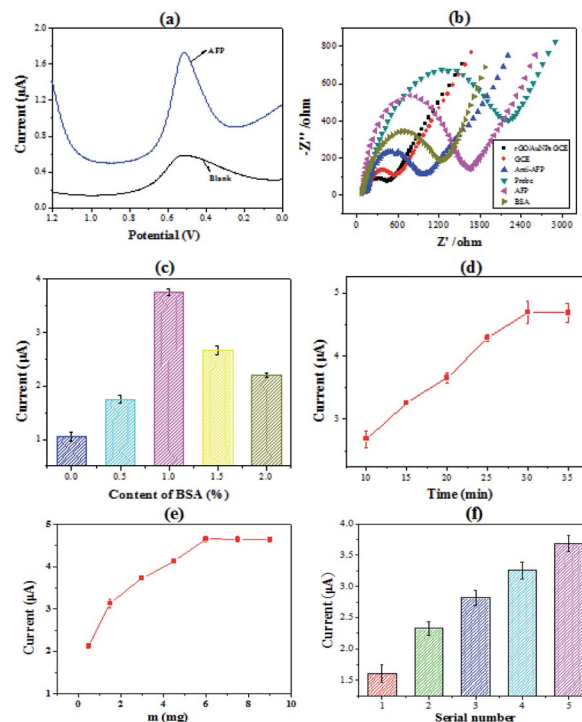 (a)
2.0
1.6
1.2
0.8
0.4
0.0
Current (µA)
AFP
Blank
1.2 1.0 0.8 0.6 0.4 0.2 0.0
Potential (V)
(b)
800
600
400
200
0
-Z'' /ohm
rGOAuNPs GCE
GCE
Anti-AFP
Probe
AFP
BSA
0 600 1200 1800 2400 3000
Z' /ohm
(c)
4
3
2
1
Current (µA)
0.0 0.5 1.0 1.5 2.0
Content of BSA (%)
(d)
5
4
3
Current (µA)
10 15 20 25 30 35
Time (min)
(e)
5
4
3
2
1
Current (µA)
0 2 4 6 8 10
m (mg)
(f)
4.0
3.5
3.0
2.5
2.0
1.5
Current (µA)
1 2 3 4 5
Serial number